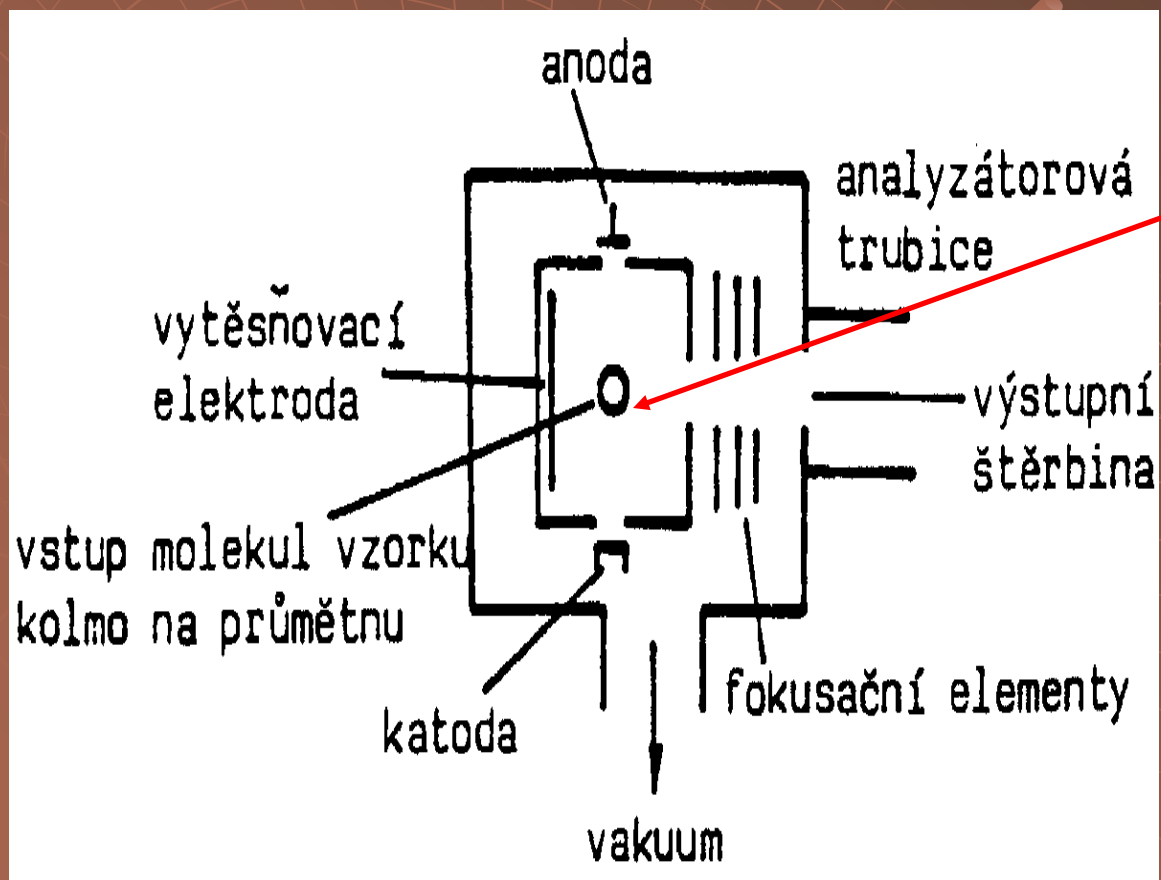 anoda
analyzátorová
trubice
vytěsňovací
elektroda
výstupní
štěrbina
vstup molekul vzorku
kolmo na průmětnu
fokusační elementy
katoda
vakuum